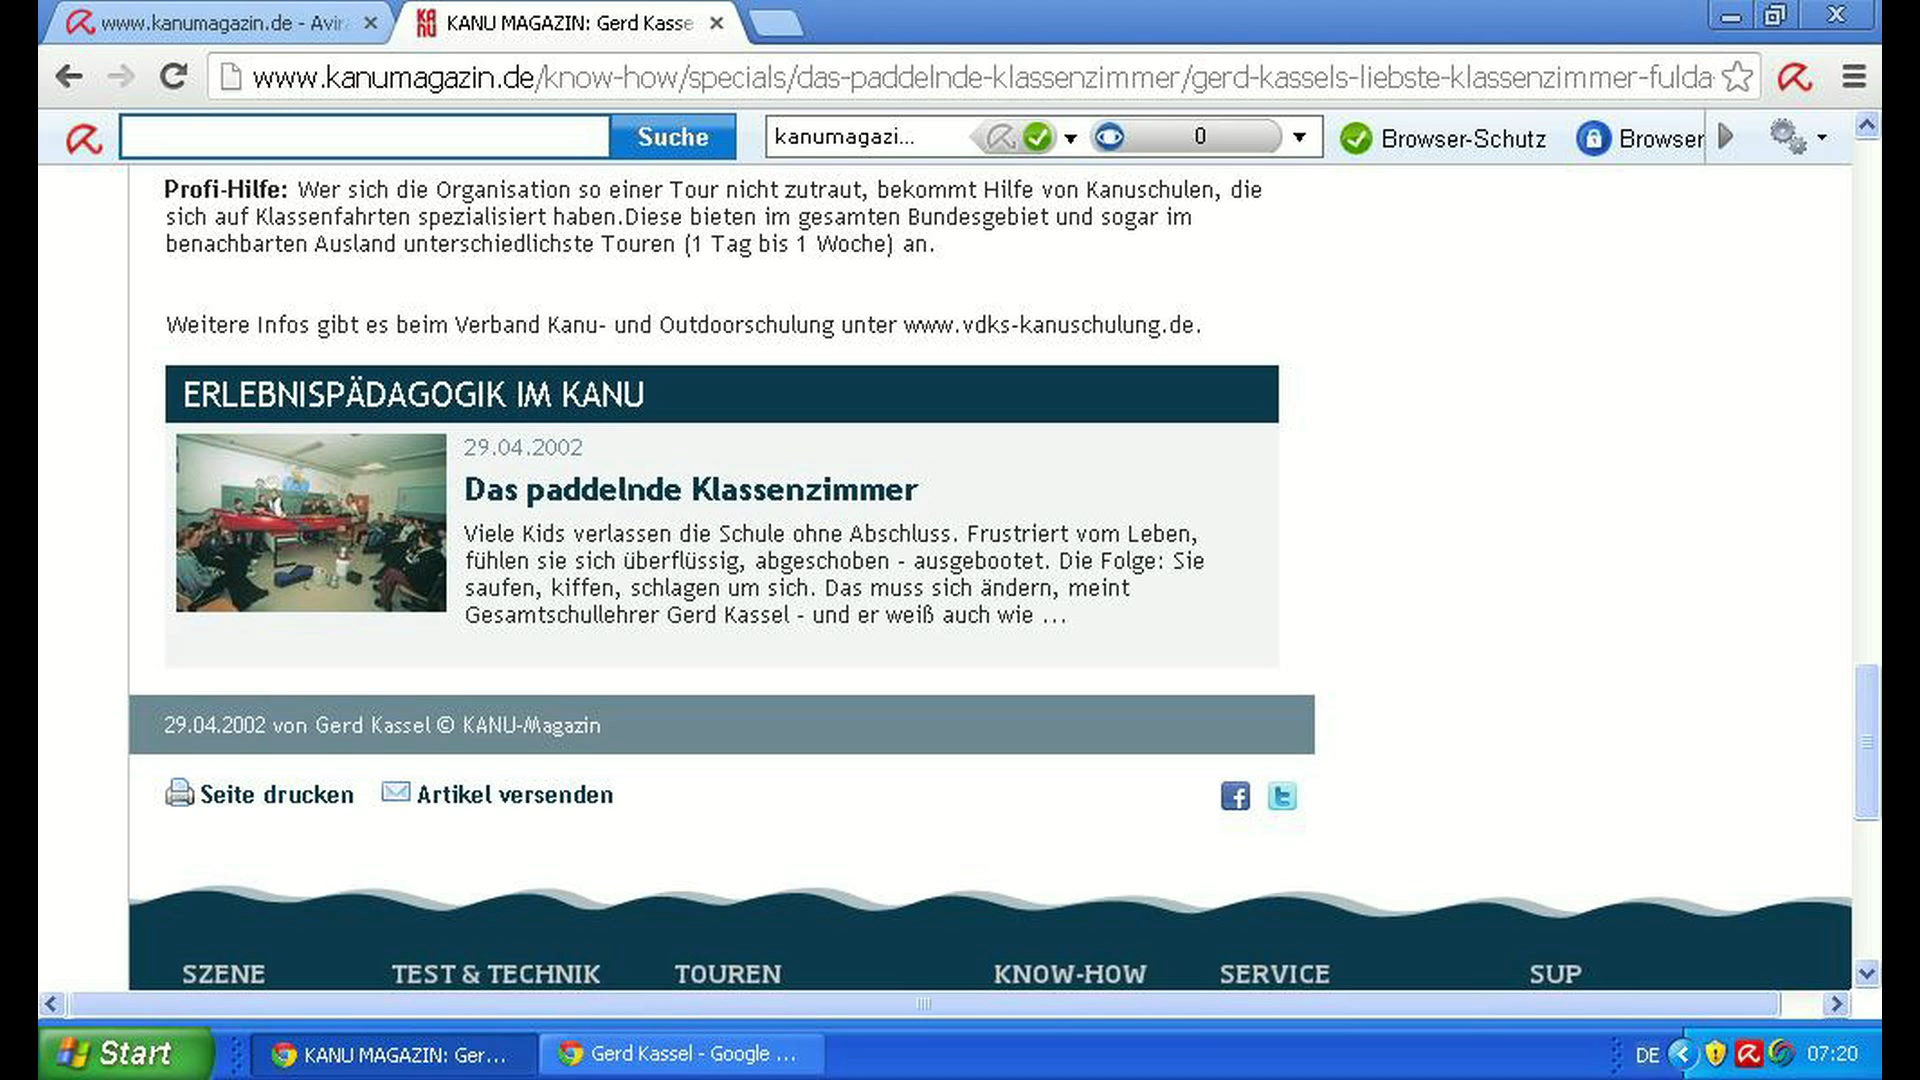 www.kanumagazin.de - Avir
KANU MAGAZIN: Gerd Kasse
www.kanumagazin.de/know-how/specials/das-paddelnde-klassenzimmer/gerd-kassels-liebste-klassenzimmer-fulda-
Suche
kanumagazi...
0
Browser-Schutz
Browser
Profi-Hilfe: Wer sich die Organisation so einer Tour nicht zutraut, bekommt Hilfe von Kanuschulen, die
sich auf Klassenfahrten spezialisiert haben.Diese bieten im gesamten Bundesgebiet und sogar im
benachbarten Ausland unterschiedlichste Touren (1 Tag bis 1 Woche) an.
Weitere Infos gibt es beim Verband Kanu- und Outdoorschulung unter www.vdks-kanuschulung.de.
ERLEBNISPÄDAGOGIK IM KANU
29.04.2002
Das paddelnde Klassenzimmer
Viele Kids verlassen die Schule ohne Abschluss. Frustriert vom Leben,
fühlen sie sich überflüssig, abgeschoben - ausgebootet. Die Folge: Sie
saufen, kiffen, schlagen um sich. Das muss sich ändern, meint
Gesamtschullehrer Gerd Kassel - und er weiß auch wie ...
29.04.2002 von Gerd Kassel © KANU-Magazin
Seite drucken
Artikel versenden
SZENE
TEST & TECHNIK
TOUREN
KNOW-HOW
SERVICE
SUP
Start
KANU MAGAZIN: Ger...
Gerd Kassel - Google ...
DE
07:20